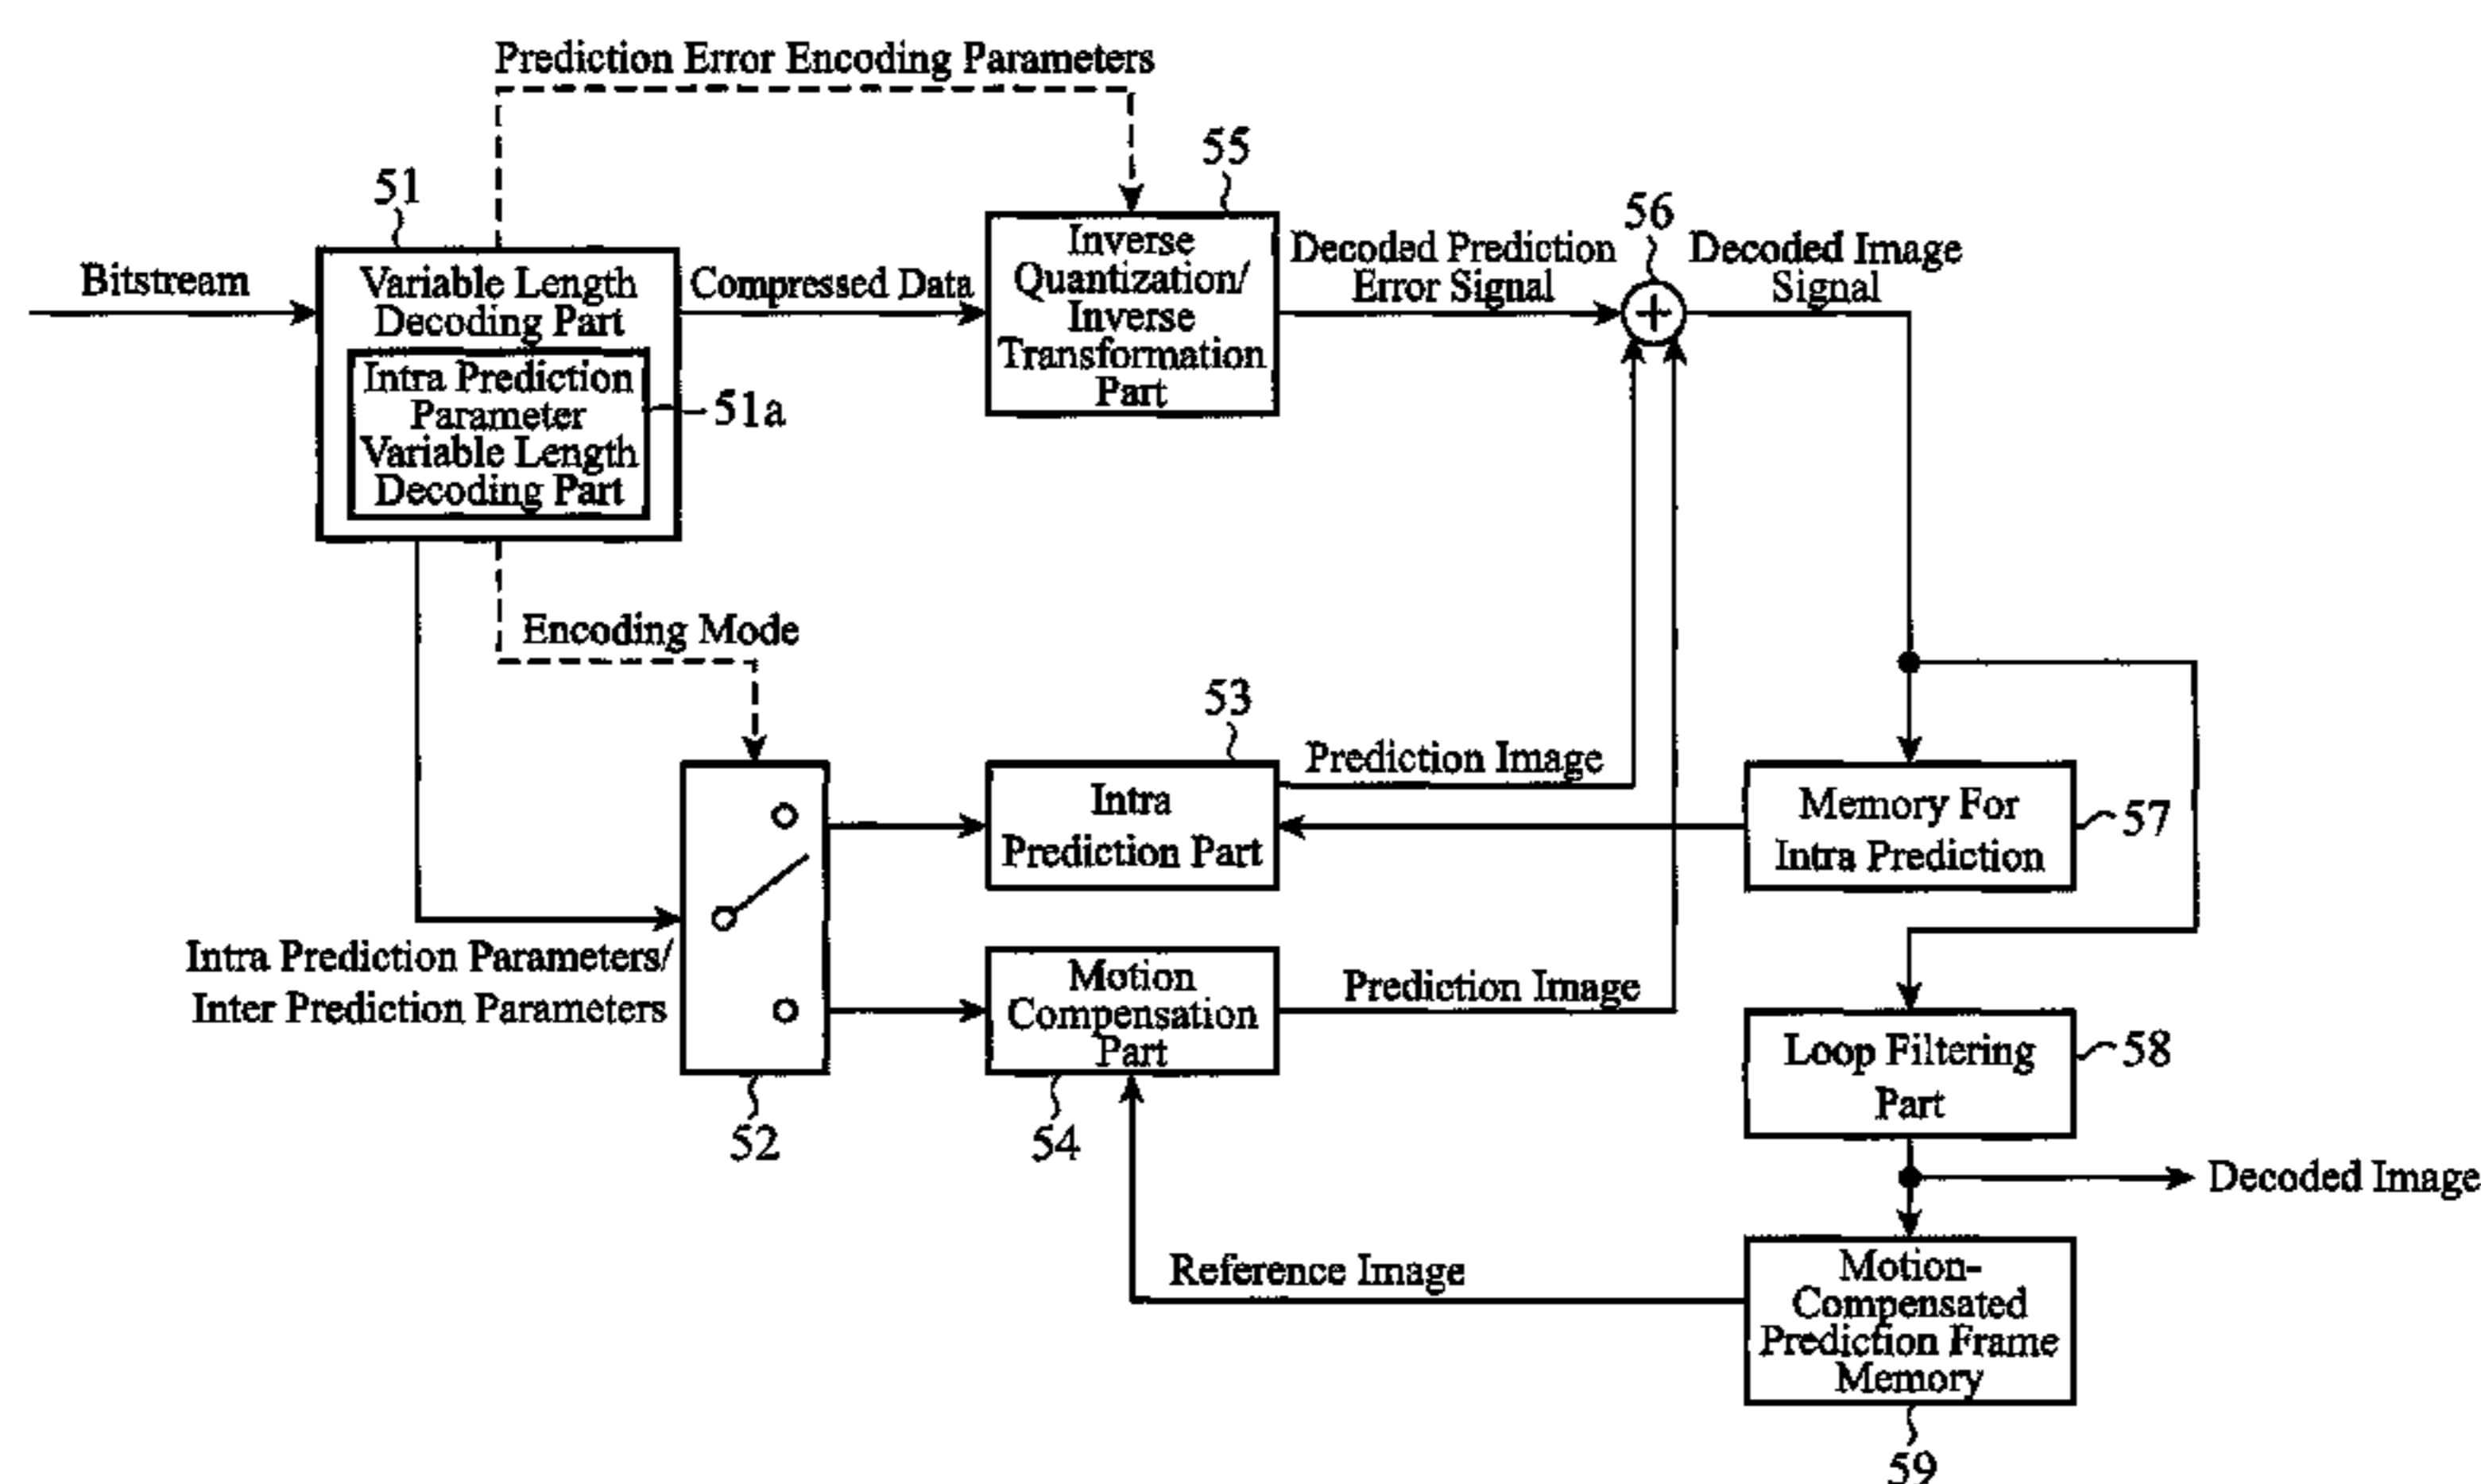 Prediction Error Encoding Parameters
55
51
56
Bitstream
Variable Length
Decoding Part
Compressed Data
Inverse
Quantization/
Inverse
Transformation
Part
Decoded Prediction
Error Signal
Decoded Image
Signal
Intra Prediction
Parameter
Variable Length
Decoding Part
51a
Encoding Mode
53
Prediction Image
Intra
Prediction Part
Memory For
Intra Prediction
57
Intra Prediction Parameters/
Inter Prediction Parameters
Motion
Compensation
Part
Prediction Image
Loop Filtering
Part
58
52
54
Decoded Image
Reference Image
Motion-
Compensated
Prediction Frame
Memory
59